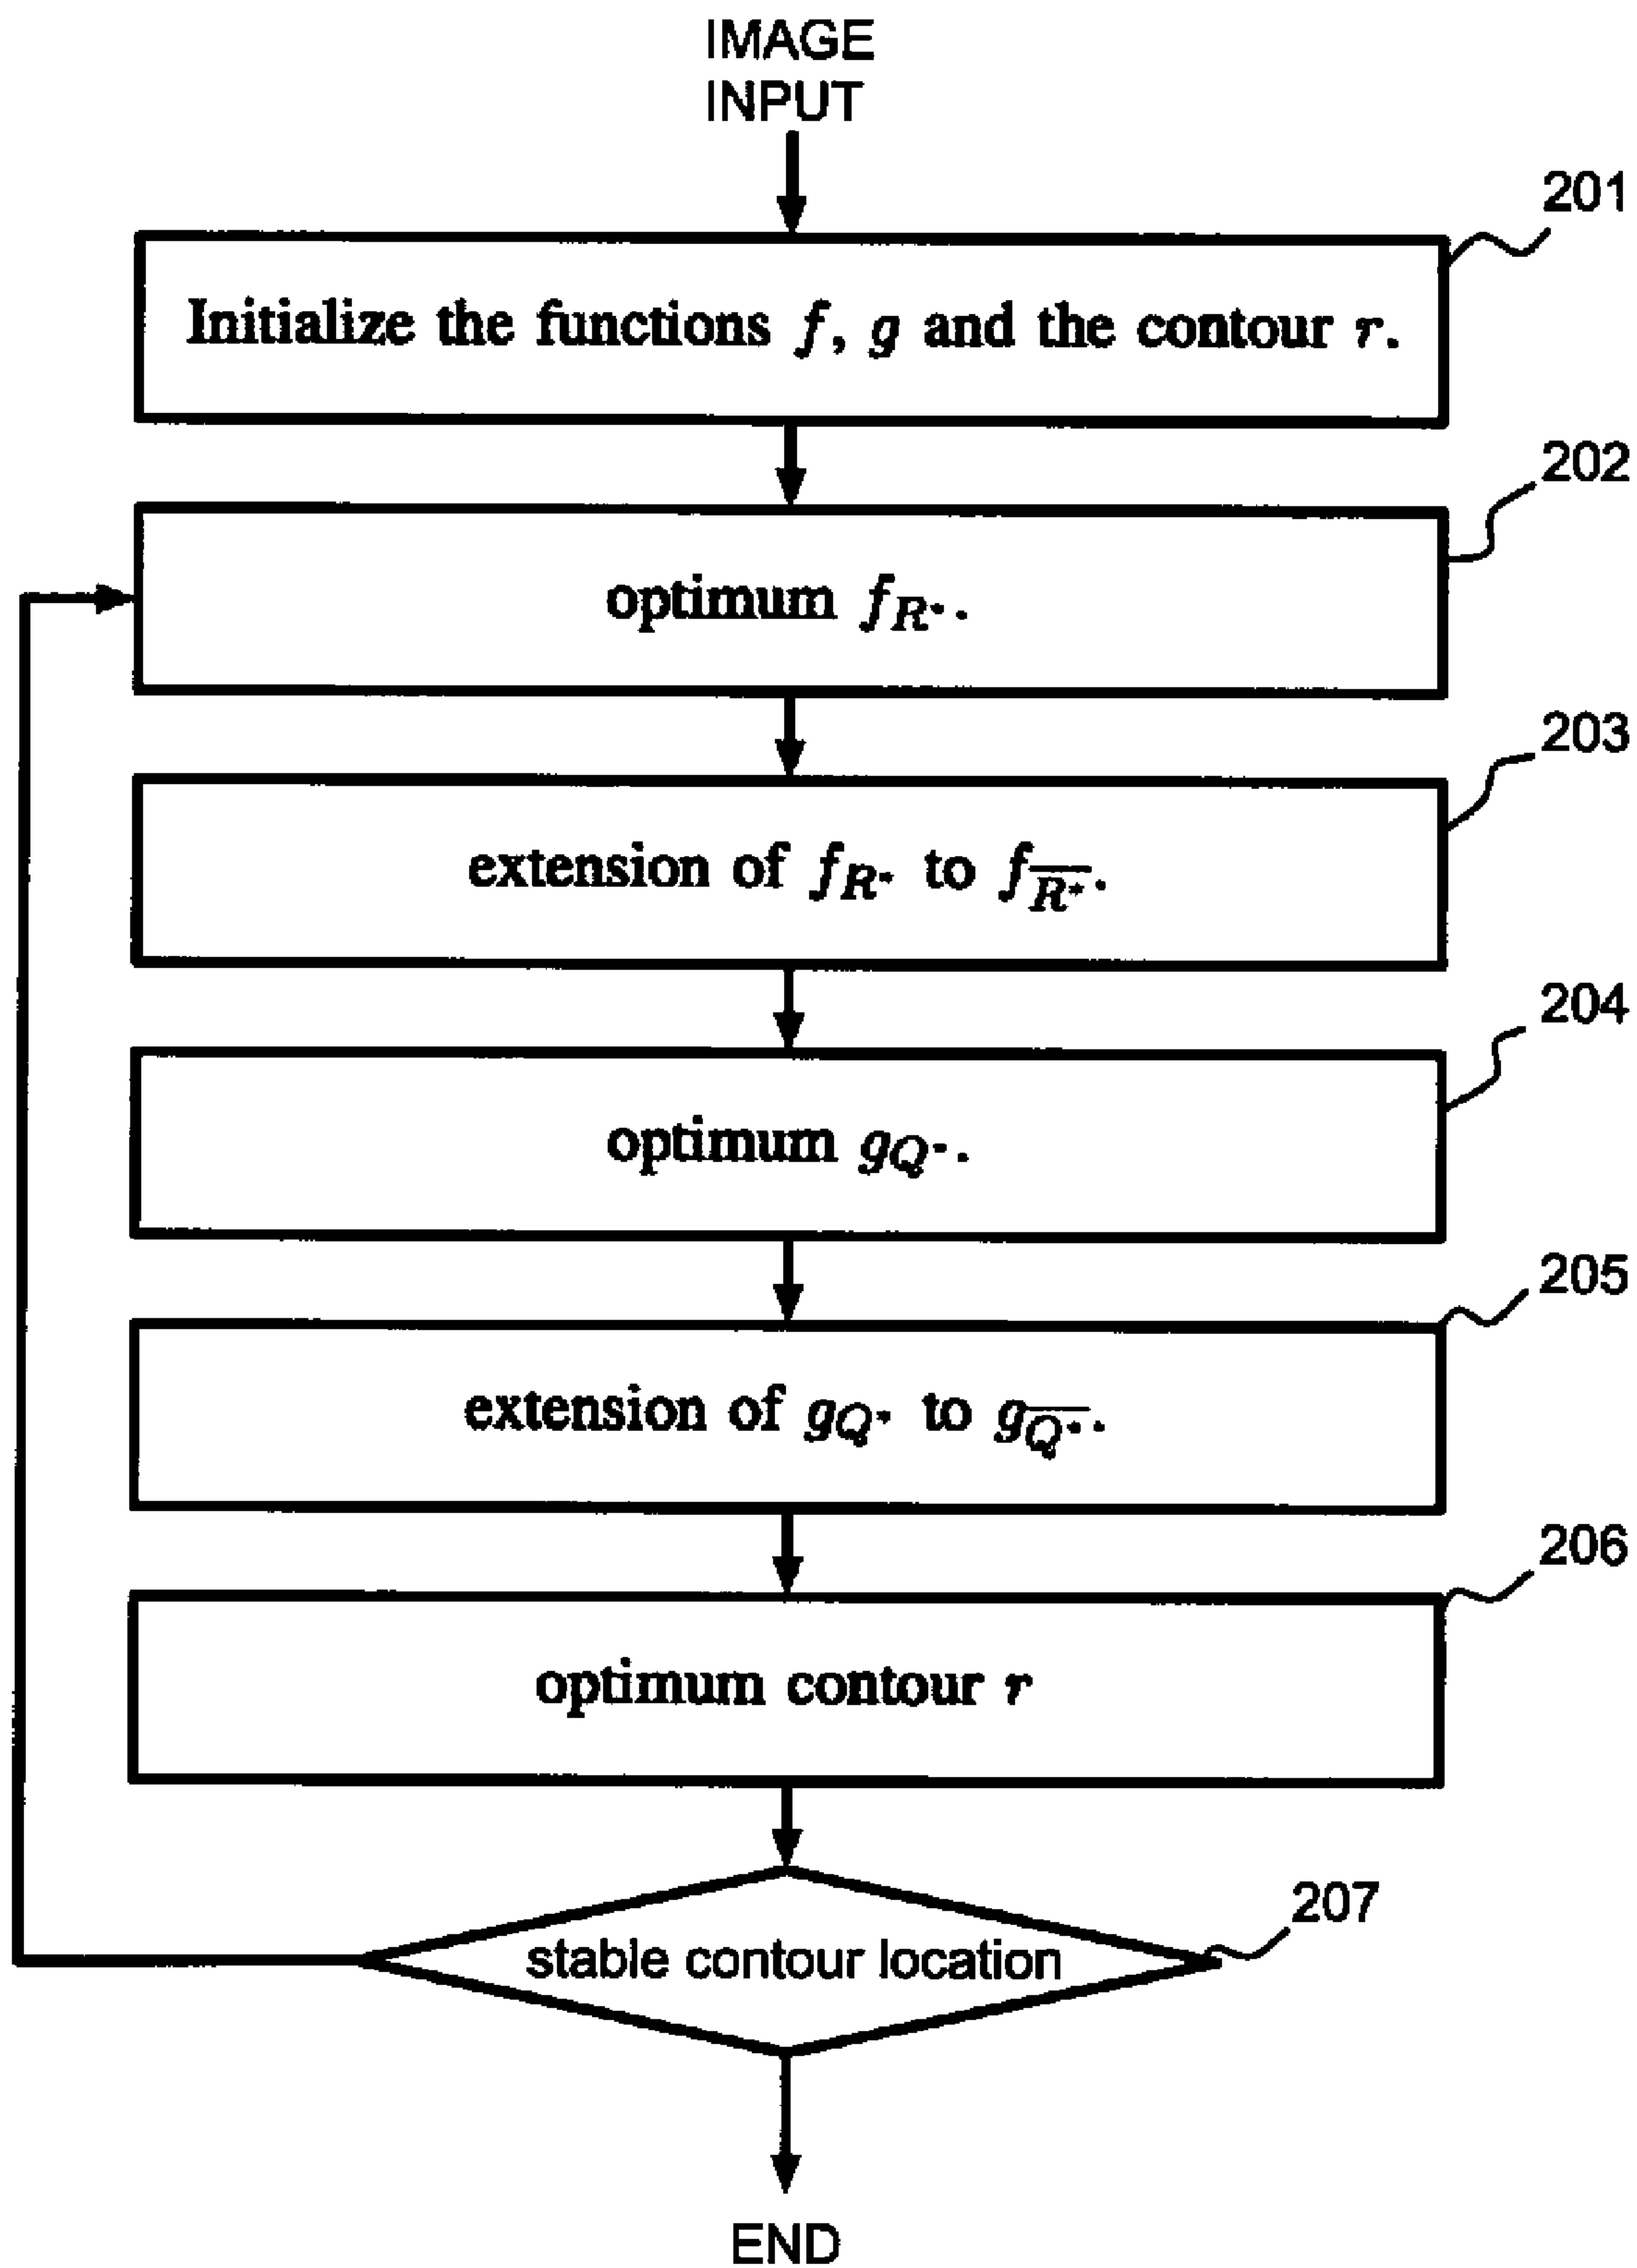 IMAGE
INPUT
201
Initialize the functions f, g and the contour r.
202
optimum f_{R*}.
203
extension of f_{R*} to f_{\overline{R*}}.
204
optimum g_{Q*}.
205
extension of g_{Q*} to g_{\overline{Q*}}.
206
optimum contour r
207
stable contour location
END